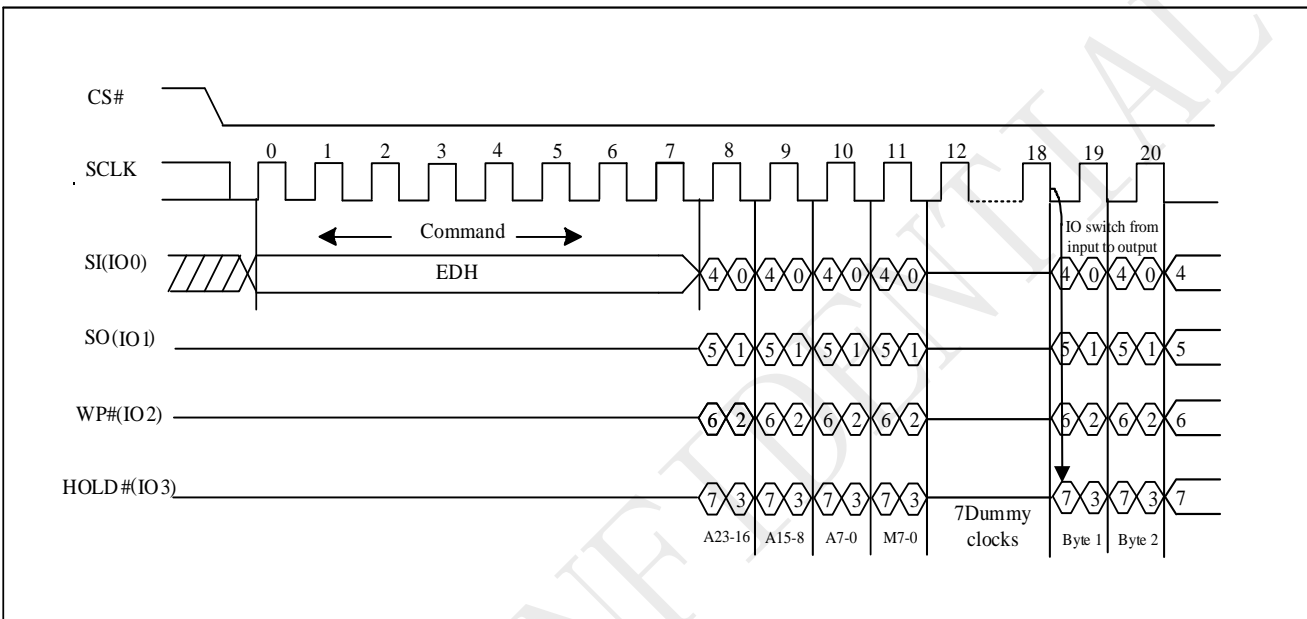 CS#
SCLK
0 1 2 3 4 5 6 7 8 9 10 11 12 18 19 20
Command
IO switch from
input to output
SI(IO0)
EDH
4 0 4 0 4 0 4 0 4 0 4 0 4
SO(IO1)
5 1 5 1 5 1 5 1 5 1 5 1 5
WP#(IO2)
6 2 6 2 6 2 6 2 6 2 6 2 6
HOLD#(IO3)
7 3 7 3 7 3 7 3 7 3 7 3 7
A23-16 A15-8 A7-0 M7-0
7Dummy
clocks
Byte 1 Byte 2
NFIDENTIAL